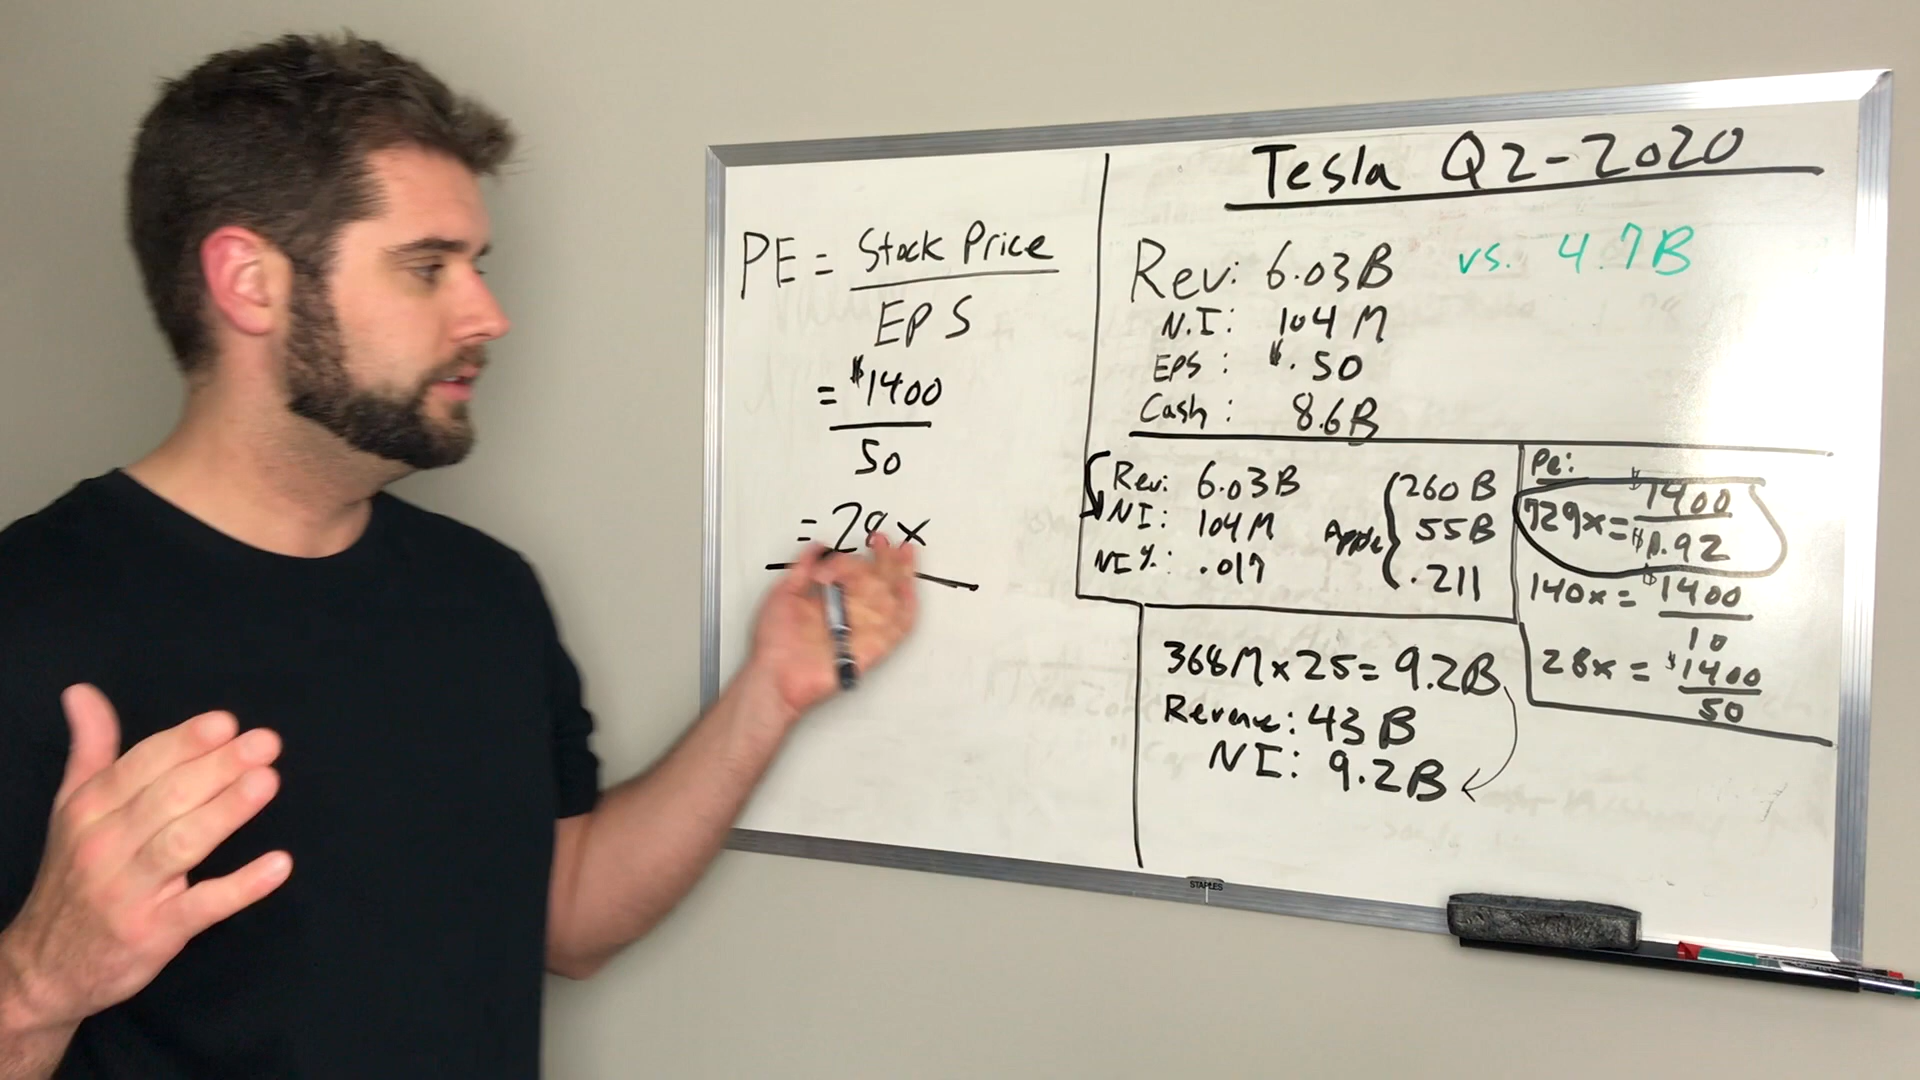 PE = Stock Price
EPS
= $1400
50
= 28x
Tesla Q2-2020
Rev: 6.03B vs. 4.7B
N.I: 104M
EPS: $.50
Cash: 8.6B
Rev: 6.03B
NI: 104M
NI%: .017
Apple
260B
55B
.211
Pe:
729x = $1400
$1.92
140x = $1400
10
28x = $1400
50
368M x 25 = 9.2B
Revenue: 43B
NI: 9.2B
STAPLES